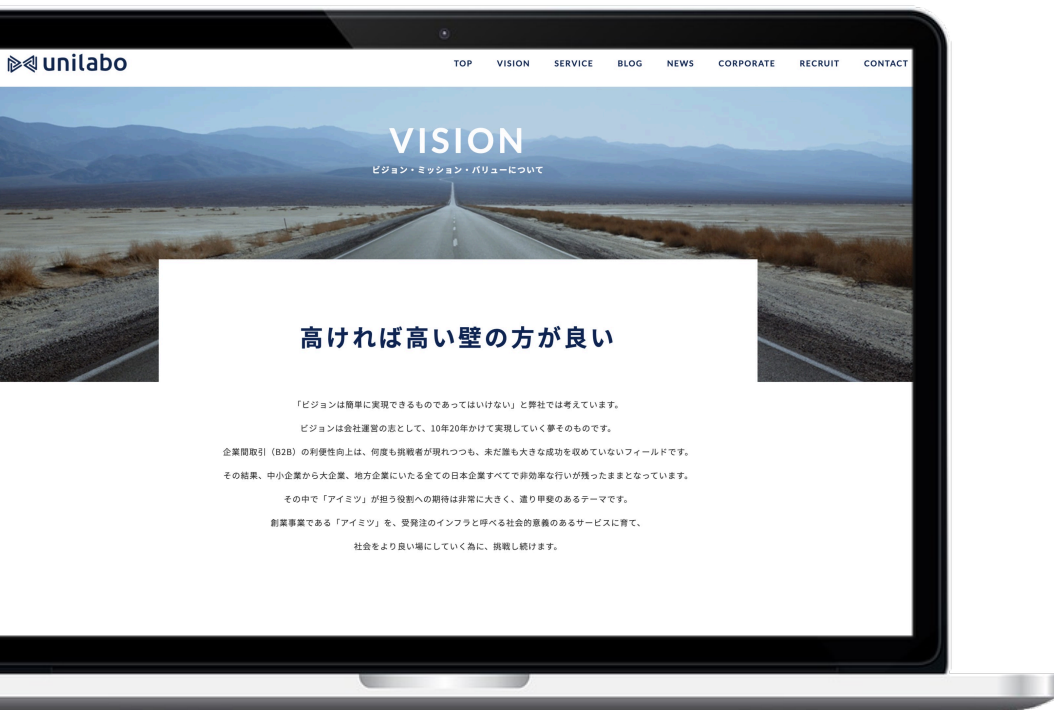 unilabo
TOP VISION SERVICE BLOG NEWS CORPORATE RECRUIT CONTACT
VISION
ビジョン・ミッション・バリューについて
高ければ高い壁の方が良い
「ビジョンは簡単に実現できるものであってはいけない」と弊社では考えています。
ビジョンは会社運営の志として、10年20年かけて実現していく夢そのものです。
企業間取引（B2B）の利便性向上は、何度も挑戦者が現れつつも、未だ誰も大きな成功を収めていないフィールドです。
その結果、中小企業から大企業、地方企業にいたる全ての日本企業すべてで非効率な行いが残ったままとなっています。
その中で「アイミツ」が担う役割への期待は非常に大きく、遣り甲斐のあるテーマです。
創業事業である「アイミツ」を、受発注のインフラと呼べる社会的意義のあるサービスに育て、
社会をより良い場にしていく為に、挑戦し続けます。